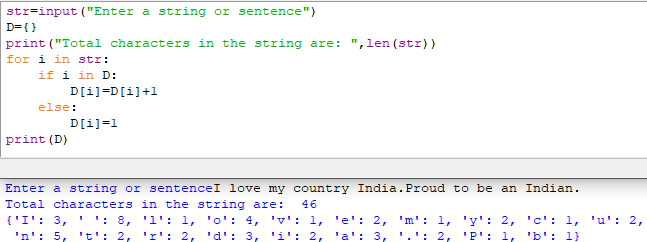 str=input("Enter a string or sentence")
D={}
print("Total characters in the string are: ",len(str))
for i in str:
    if i in D:
        D[i]=D[i]+1
    else:
        D[i]=1
print(D)
Enter a string or sentenceI love my country India.Proud to be an Indian.
Total characters in the string are:  46
{'I': 3, ' ': 8, 'l': 1, 'o': 4, 'v': 1, 'e': 2, 'm': 1, 'y': 2, 'c': 1, 'u': 2,
 'n': 5, 't': 2, 'r': 2, 'd': 3, 'i': 2, 'a': 3, '.': 2, 'P': 1, 'b': 1}